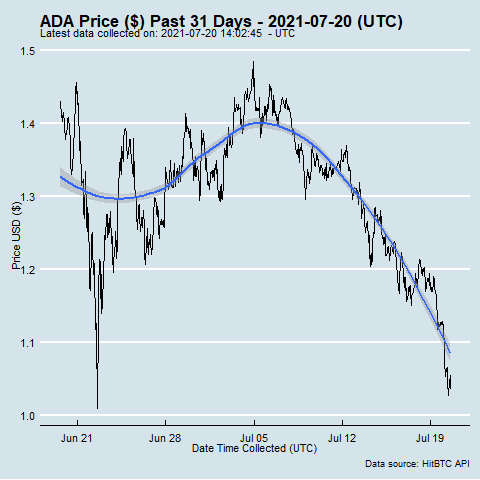 ADA Price ($) Past 31 Days - 2021-07-20 (UTC)
Latest data collected on: 2021-07-20 14:02:45  - UTC
1.5
1.4
1.3
1.2
1.1
1.0
Price USD ($)
Jun 21 Jun 28 Jul 05 Jul 12 Jul 19
Date Time Collected (UTC)
Data source: HitBTC API